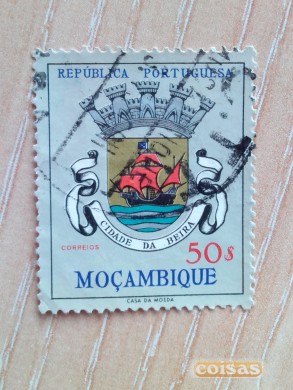 REPÚBLICA PORTUGUESA
CIDADE DA BEIRA
CORREIOS
50$
MOÇAMBIQUE
CASA DA MOEDA
coisas